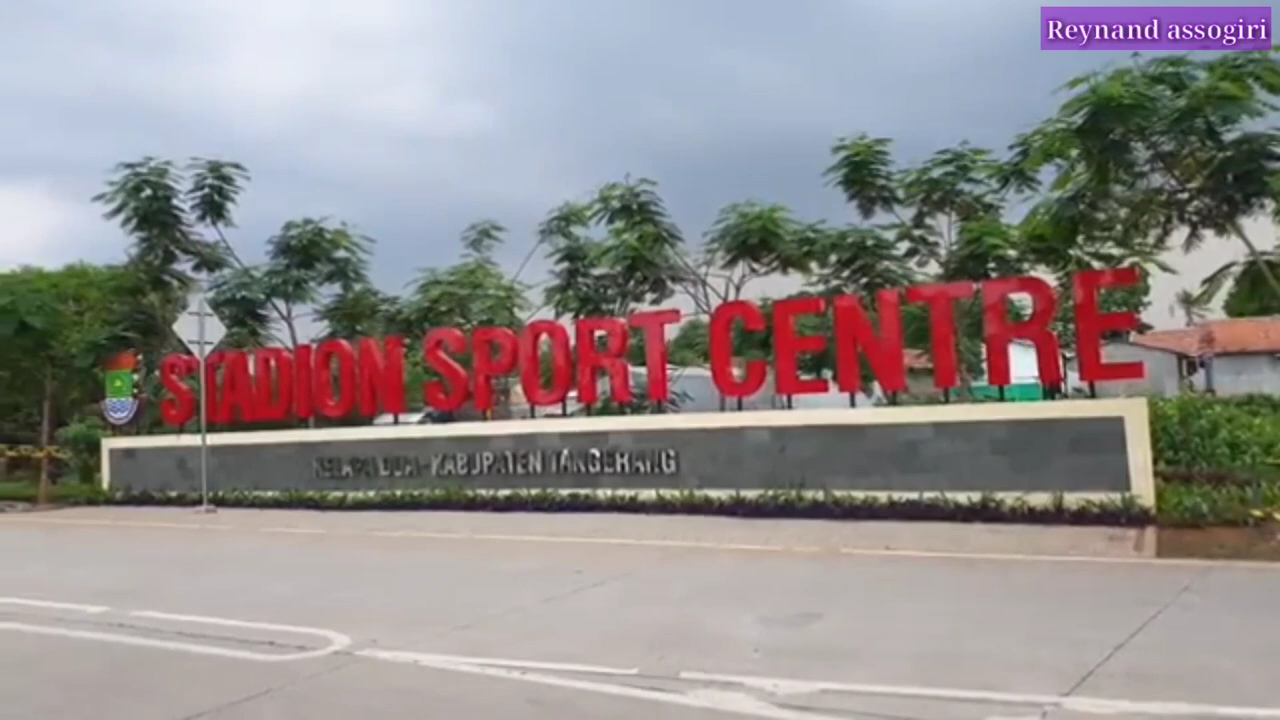 Reynand assogiri
STADION SPORT CENTRE
KELAPA DUA - KABUPATEN TANGERANG